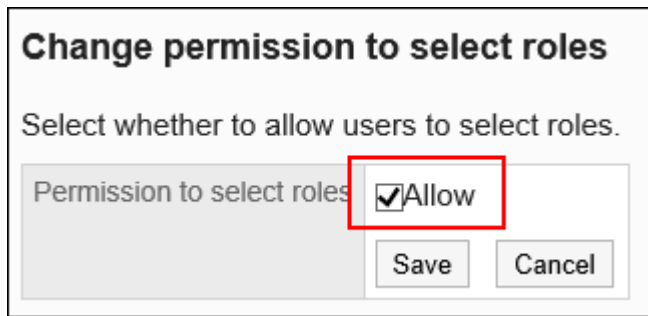 Change permission to select roles
Select whether to allow users to select roles.
Permission to select roles
Allow
Save
Cancel